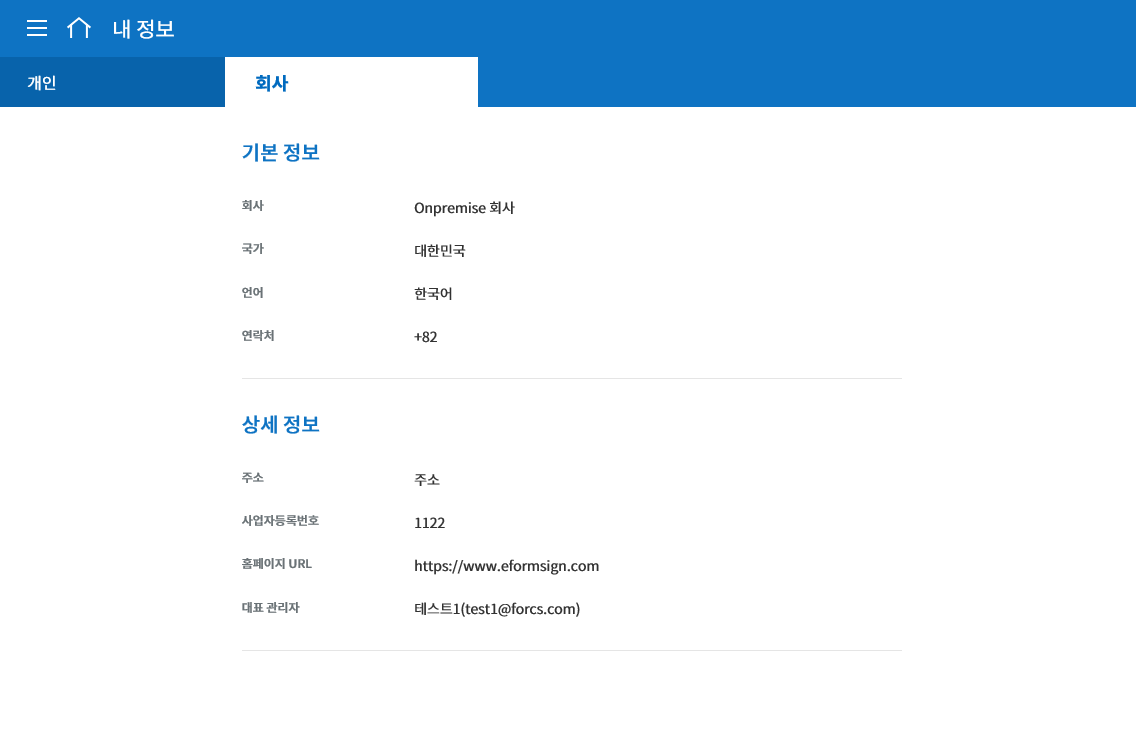 내 정보
개인
회사
기본 정보
회사 Onpremise 회사
국가 대한민국
언어 한국어
연락처 +82
상세 정보
주소 주소
사업자등록번호 1122
홈페이지 URL https://www.eformsign.com
대표 관리자 테스트1(test1@forcs.com)